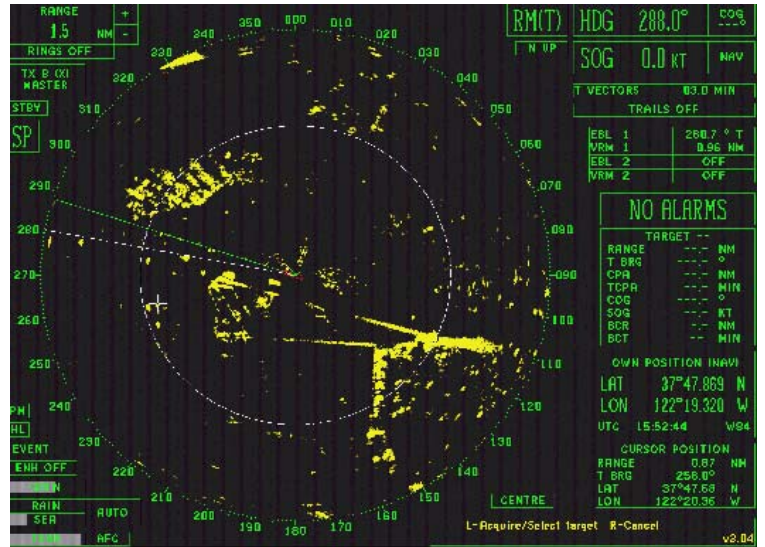 RANGE
1.5 NM
+
-
RINGS OFF
TX B (X)
MASTER
STBY
SP
RM(T)
N UP
HDG 288.0°
COG
---°
SOG 0.0 KT
NAV
T VECTORS 03.0 MIN
TRAILS OFF
EBL 1 280.7 ° T
VRM 1 0.96 NM
EBL 2 OFF
VRM 2 OFF
NO ALARMS
TARGET --
RANGE --.-- NM
T BRG ---.- °
CPA --.-- NM
TCPA ---.- MIN
COG ---.- °
SOG --.- KT
BCR --.- NM
BCT -- MIN
OWN POSITION (NAV)
LAT 37°47.869 N
LON 122°19.320 W
UTC 15:52:44 W84
CURSOR POSITION
RANGE 0.87 NM
T BRG 258.0°
LAT 37°47.68 N
LON 122°20.36 W
000
010
020
030
040
050
060
070
080
090
100
110
120
130
140
150
160
170
180
190
200
210
220
230
240
250
260
270
280
290
300
310
320
350
340
HL
EVENT
ENH OFF
RAIN
SEA
AUTO
AFC
CENTRE
L-Acquire/Select target R-Cancel
v2.04